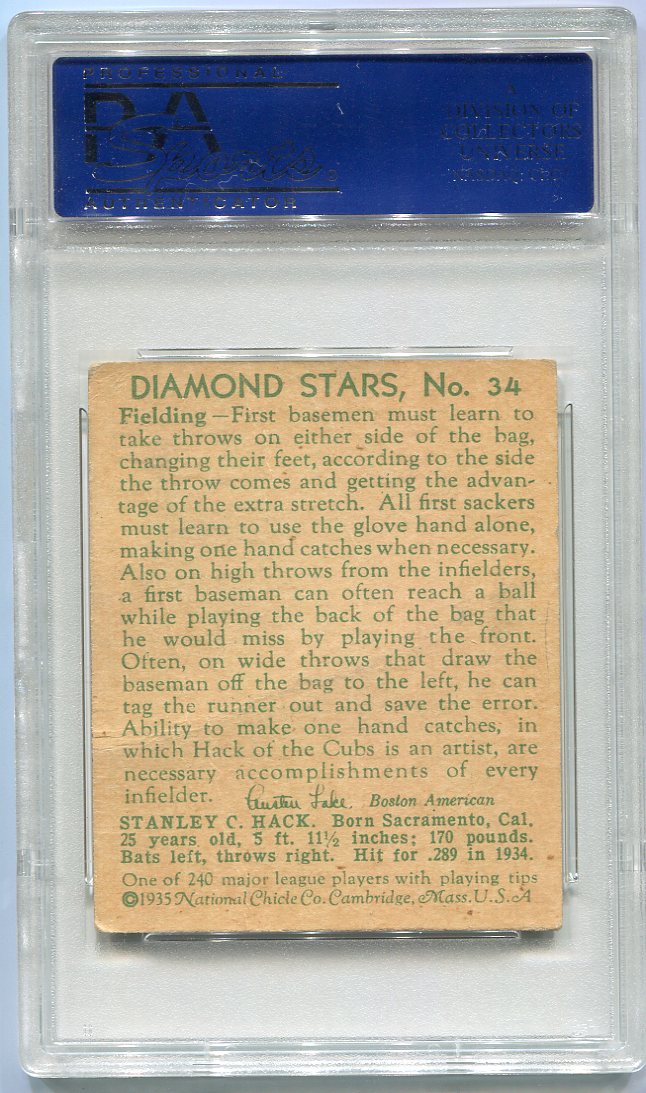 PROFESSIONAL
PSA
Sports
AUTHENTICATOR
A
DIVISION OF
COLLECTORS
UNIVERSE
DIAMOND STARS, No. 34
Fielding—First basemen must learn to
take throws on either side of the bag,
changing their feet, according to the side
the throw comes and getting the advan-
tage of the extra stretch. All first sackers
must learn to use the glove hand alone,
making one hand catches when necessary.
Also on high throws from the infielders,
a first baseman can often reach a ball
while playing the back of the bag that
he would miss by playing the front.
Often, on wide throws that draw the
baseman off the bag to the left, he can
tag the runner out and save the error.
Ability to make one hand catches, in
which Hack of the Cubs is an artist, are
necessary accomplishments of every
infielder. Austen Lake. Boston American
STANLEY C. HACK. Born Sacramento, Cal.
25 years old, 5 ft. 11½ inches; 170 pounds.
Bats left, throws right. Hit for .289 in 1934.
One of 240 major league players with playing tips
©1935 National Chicle Co. Cambridge, Mass. U.S.A